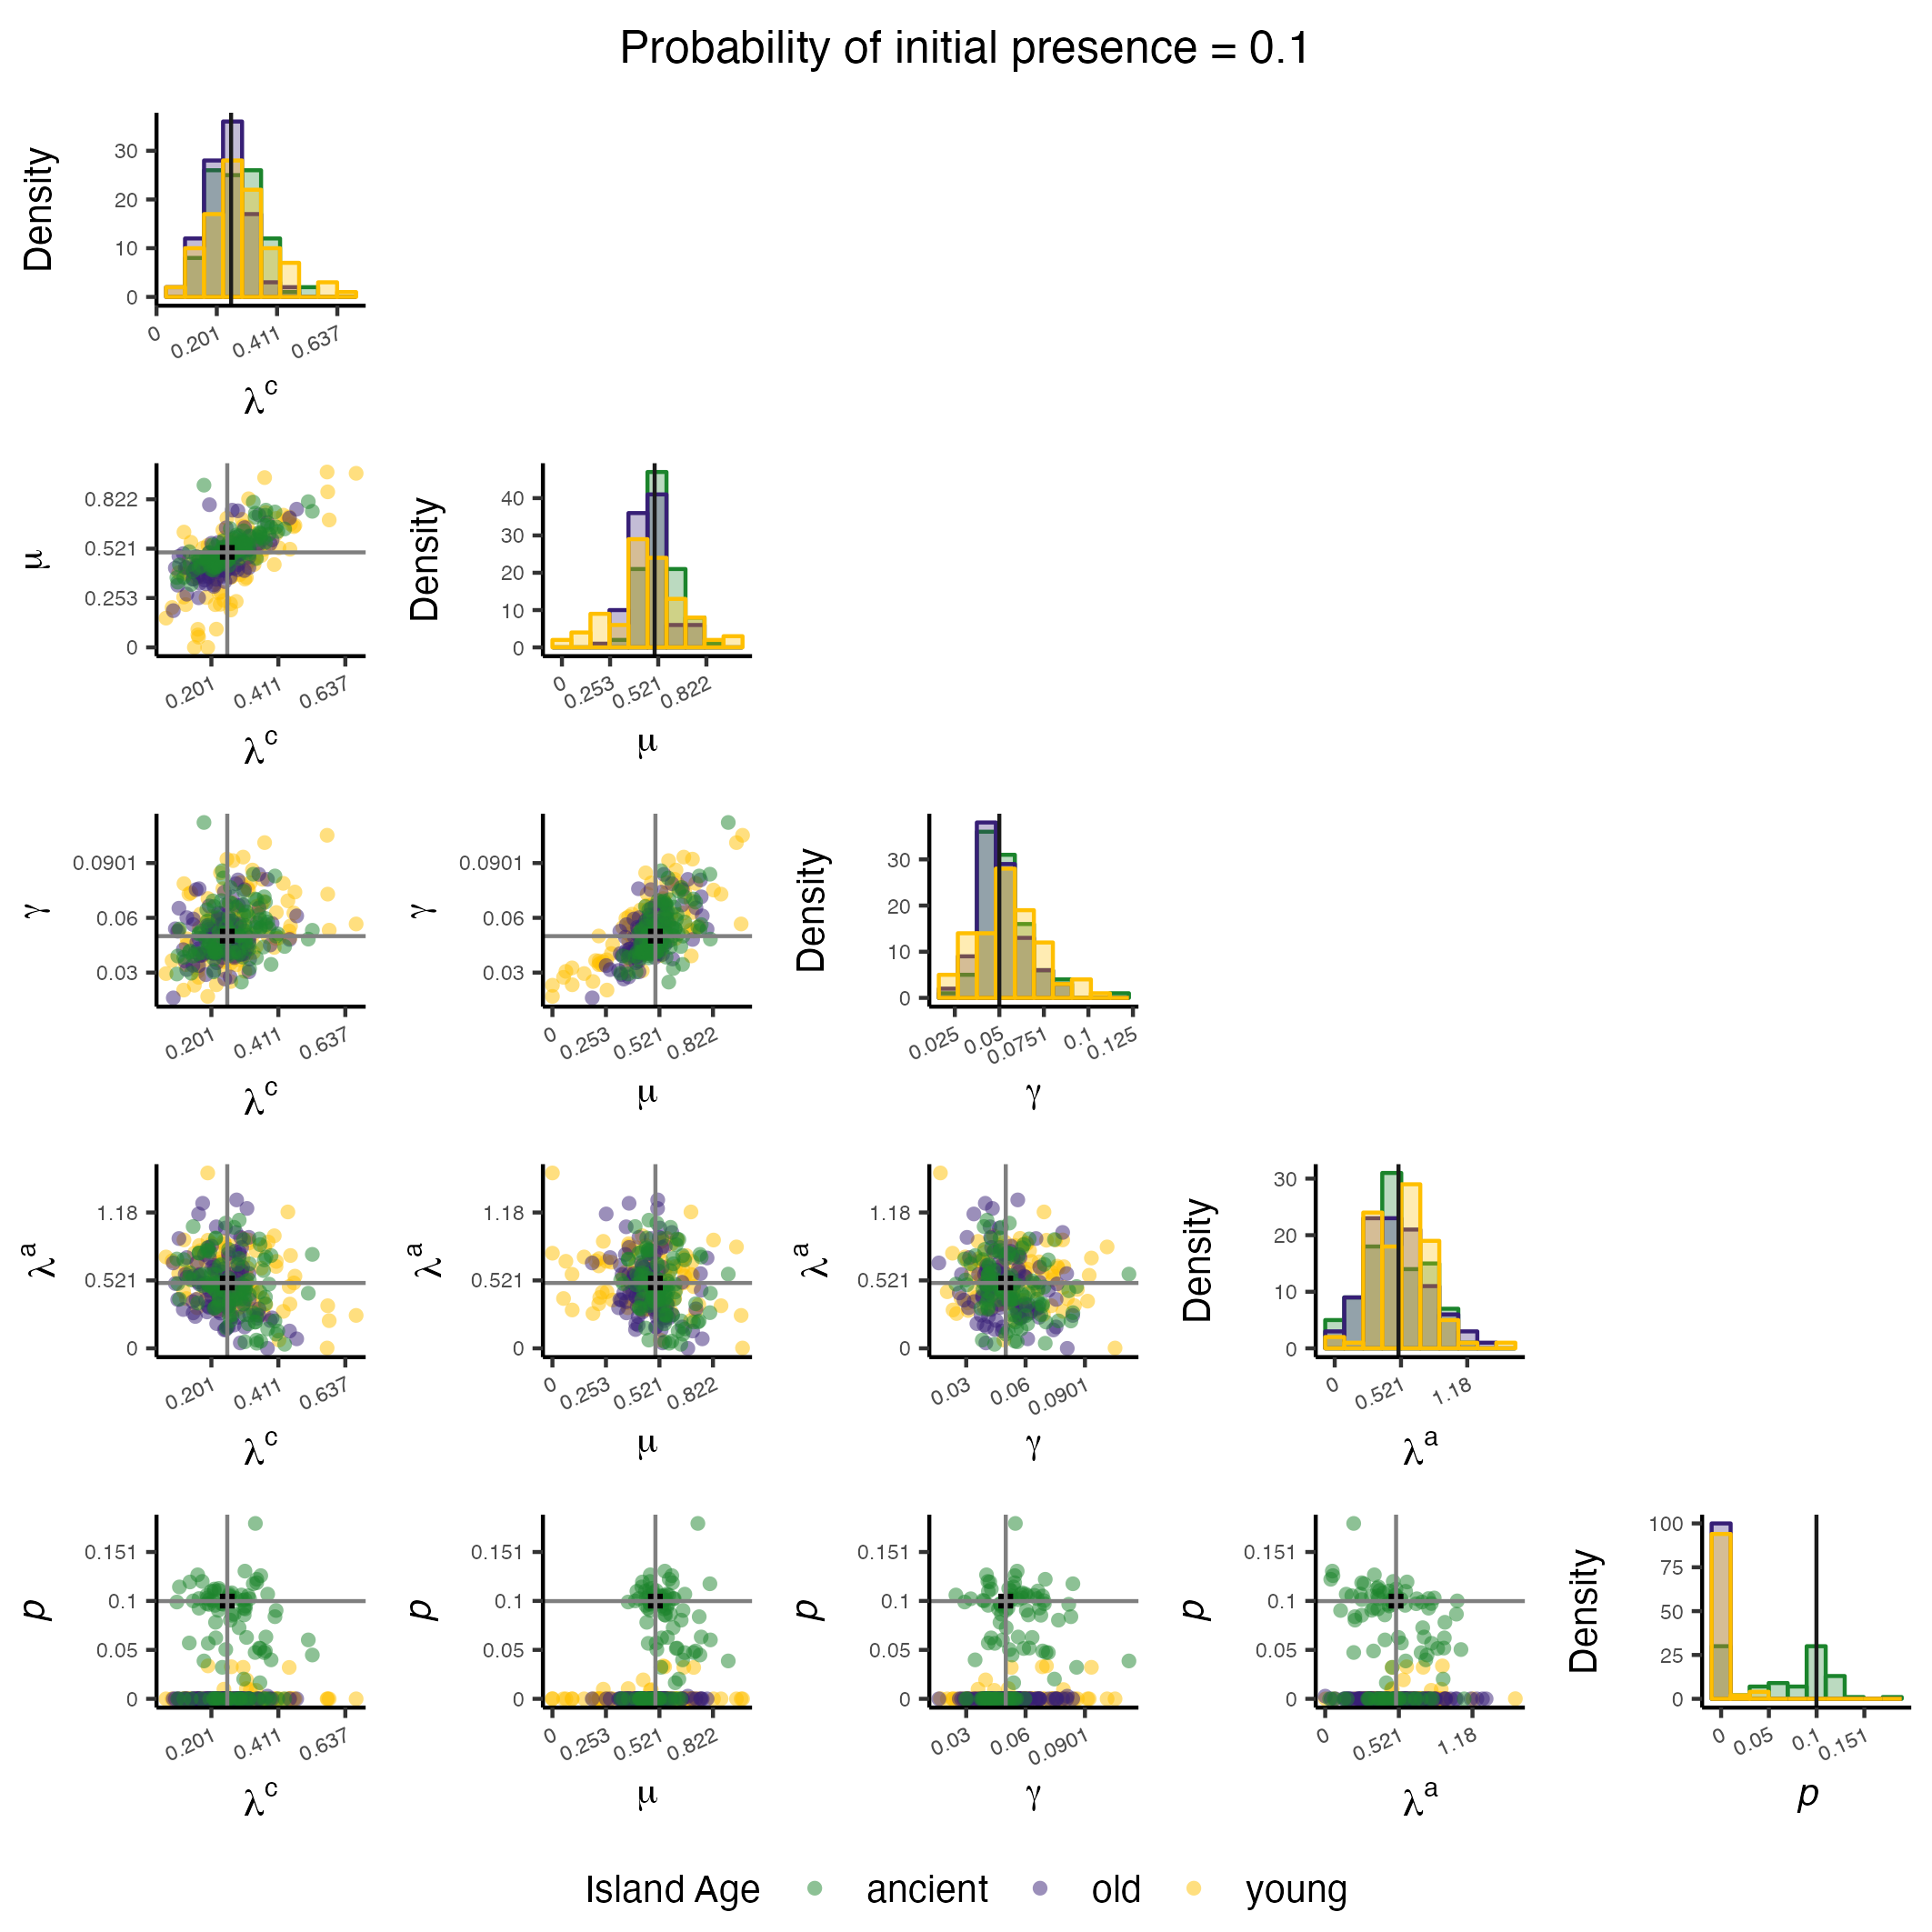 Probability of initial presence = 0.1
Density
30
20
10
0
0 0.201 0.411 0.637
λc
μ
0.822
0.521
0.253
0
0.201 0.411 0.637
λc
Density
40
30
20
10
0
0 0.253 0.521 0.822
μ
γ
0.0901
0.06
0.03
0.201 0.411 0.637
λc
γ
0.0901
0.06
0.03
0 0.253 0.521 0.822
μ
Density
30
20
10
0
0.025 0.05 0.0751 0.1 0.125
γ
λa
1.18
0.521
0
0.201 0.411 0.637
λc
λa
1.18
0.521
0
0 0.253 0.521 0.822
μ
λa
1.18
0.521
0
0.03 0.06 0.0901
γ
Density
30
20
10
0
0 0.521 1.18
λa
p
0.151
0.1
0.05
0
0.201 0.411 0.637
λc
p
0.151
0.1
0.05
0
0 0.253 0.521 0.822
μ
p
0.151
0.1
0.05
0
0.03 0.06 0.0901
γ
p
0.151
0.1
0.05
0
0 0.521 1.18
λa
Density
100
75
50
25
0
0 0.05 0.1 0.151
p
Island Age ancient old young